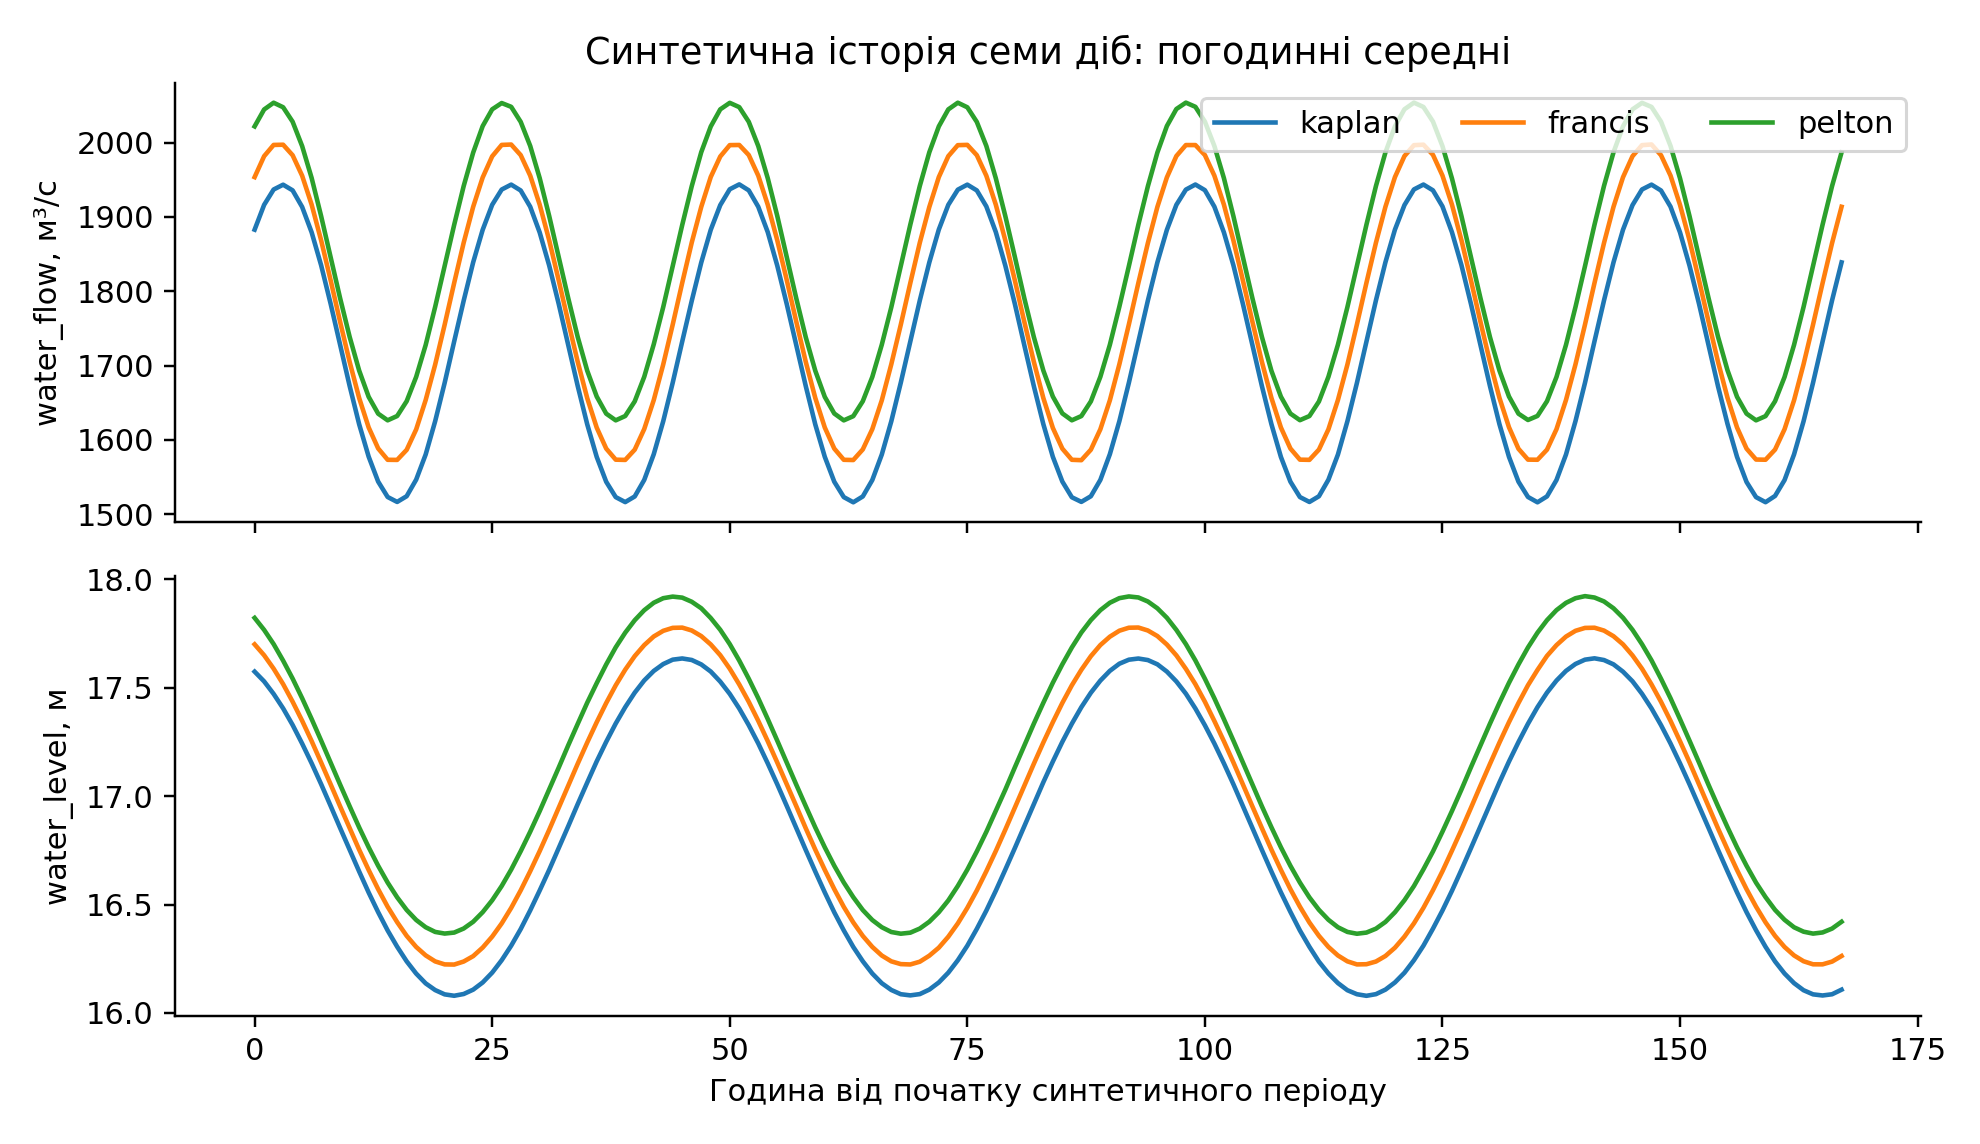 Синтетична історія семи діб: погодинні середні
kaplan francis pelton
water_flow, м³/с
2000
1900
1800
1700
1600
1500
water_level, м
18.0
17.5
17.0
16.5
16.0
0 25 50 75 100 125 150 175
Година від початку синтетичного періоду